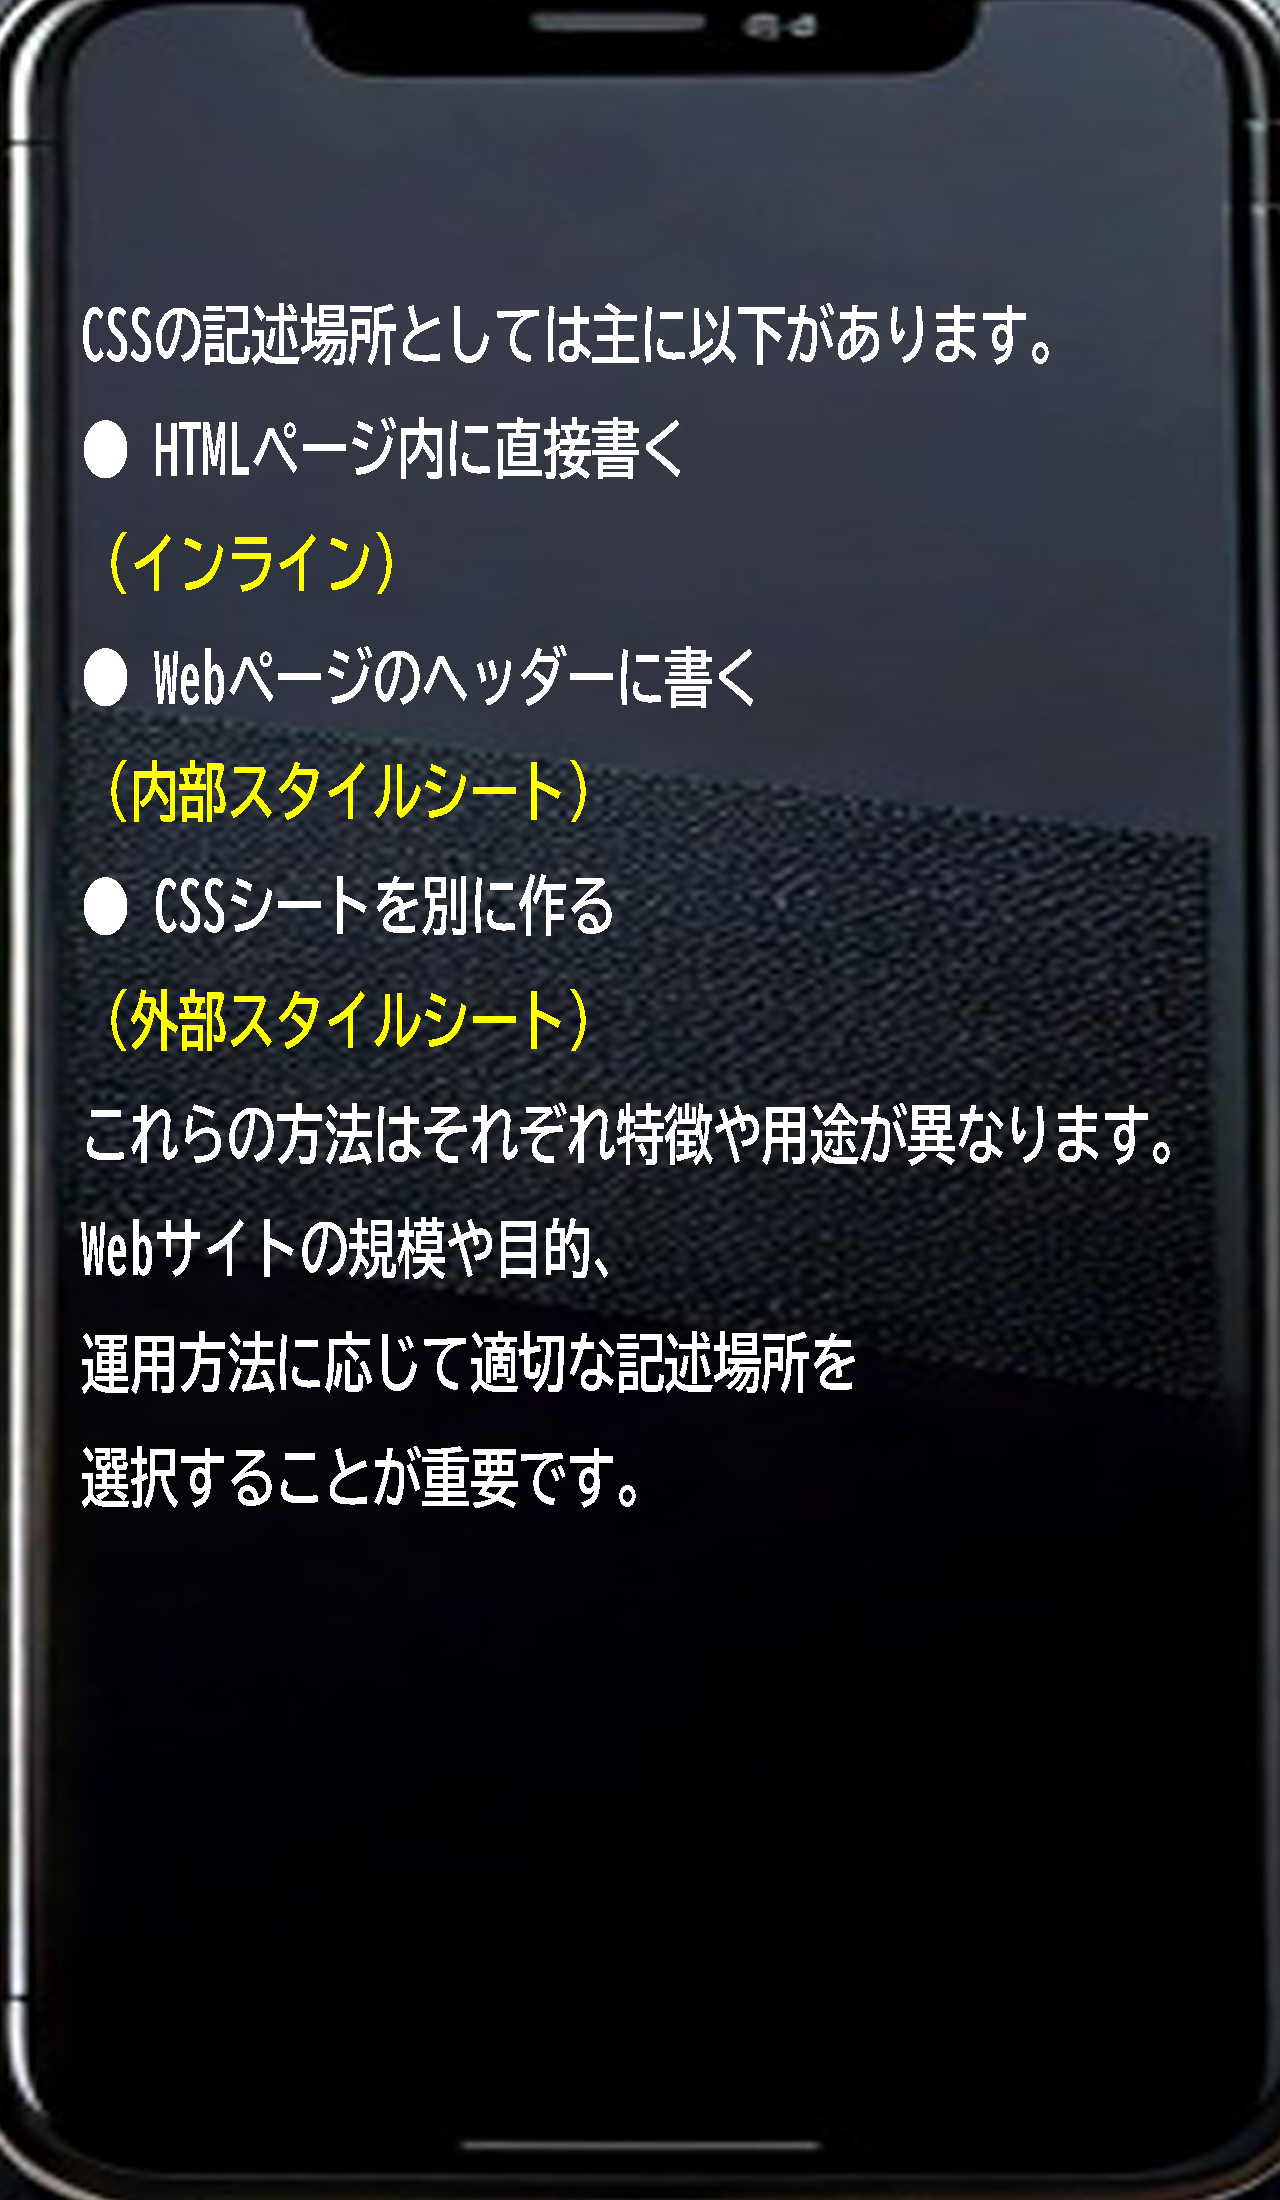 CSSの記述場所としては主に以下があります。
● HTMLページ内に直接書く
（インライン）
● Webページのヘッダーに書く
（内部スタイルシート）
● CSSシートを別に作る
（外部スタイルシート）
これらの方法はそれぞれ特徴や用途が異なります。
Webサイトの規模や目的、
運用方法に応じて適切な記述場所を
選択することが重要です。